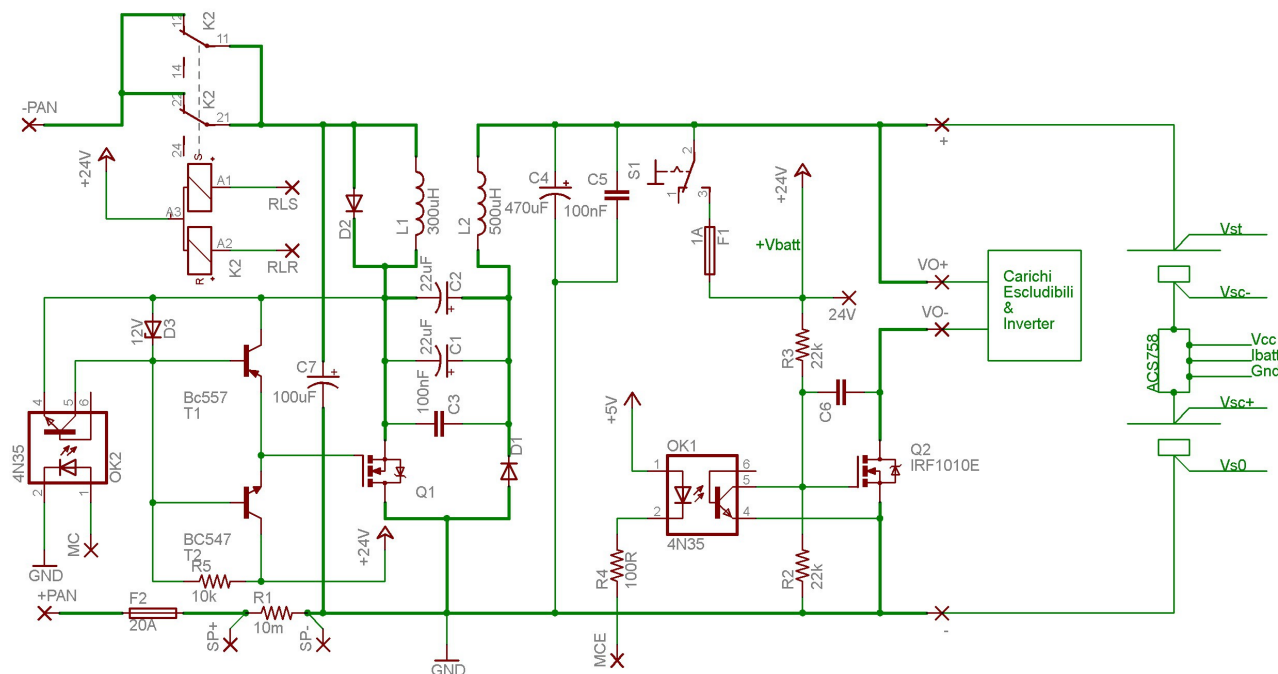 12
K2
11
14
22
K2
21
24
-PAN
+24V
S
A1
RLS
A3
A2
RLR
K2
R
D2
L1
300uH
L2
500uH
C4
470uF
C5
100nF
S1
2
1
3
1A
F1
+24V
+Vbatt
24V
+
VO+
VO-
Carichi
Escludibili
&
Inverter
Vst
Vsc-
ACS758
Vcc
Ibatt
Gnd
Vsc+
Vs0
22uF
C2
22uF
C1
100nF
C3
12V
D3
C7
100uF
Bc557
T1
4
5
6
4N35
OK2
2
1
GND
MC
BC547
T2
R5
10k
Q1
D1
+24V
R3
22k
C6
+5V
OK1
1
2
6
5
4
4N35
Q2
IRF1010E
R4
100R
R2
22k
MCE
+PAN
F2
20A
R1
10m
SP+
SP-
GND
-